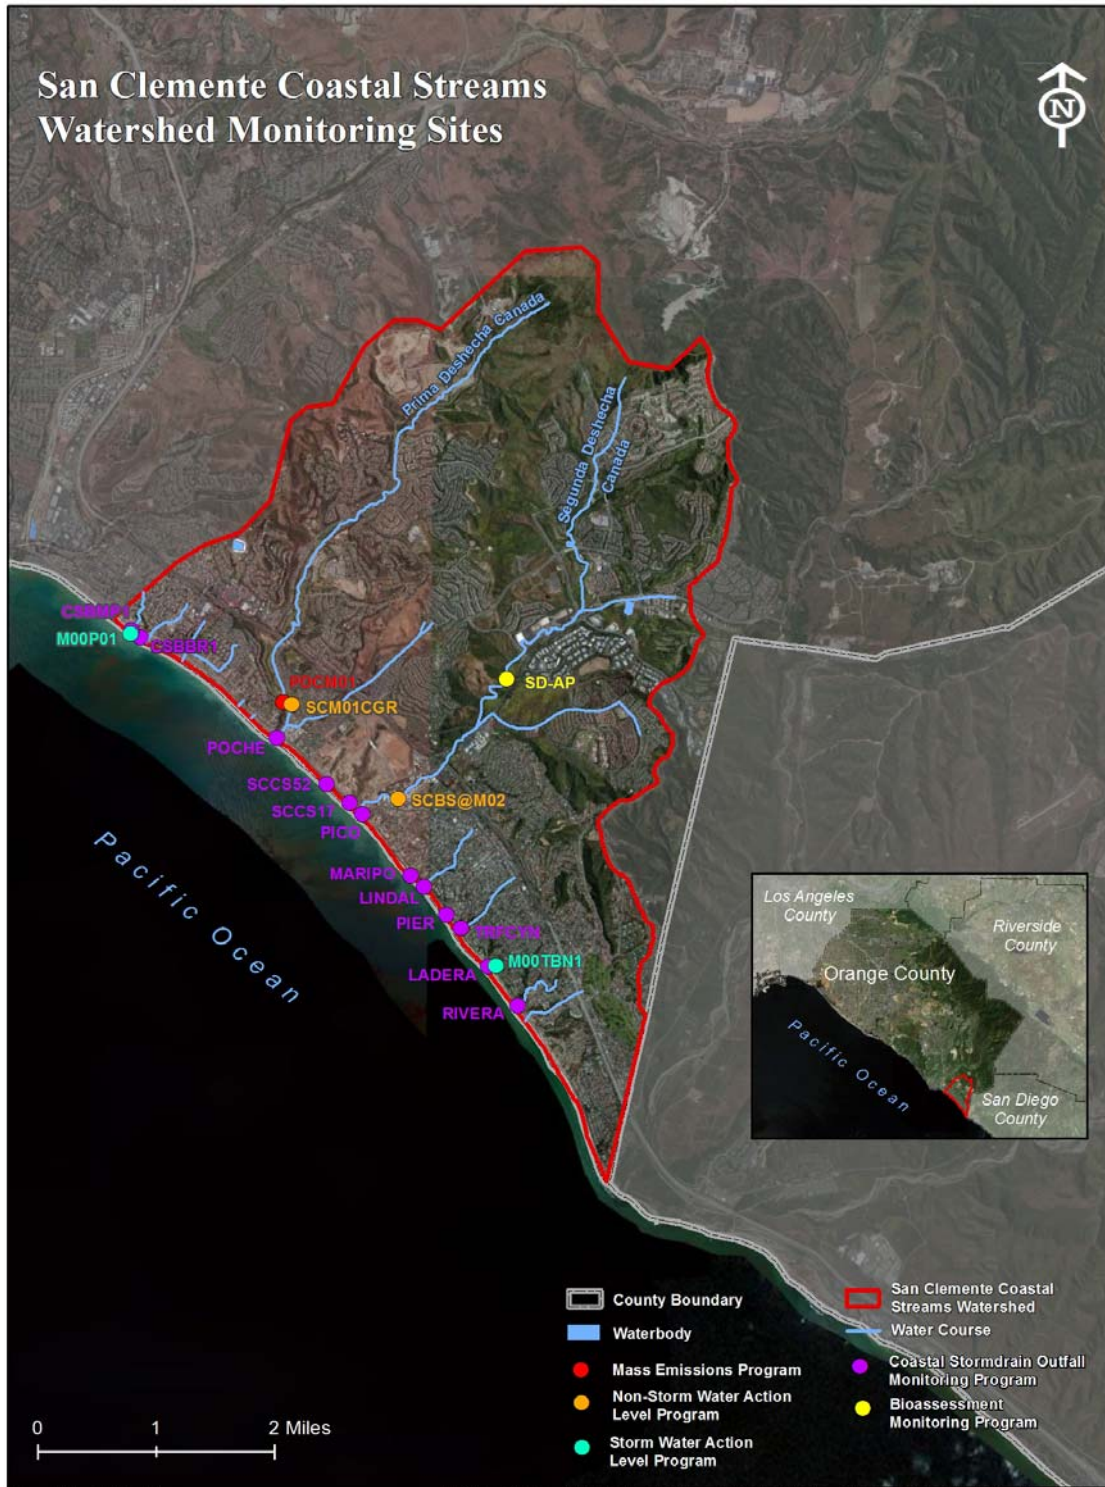 San Clemente Coastal Streams
Watershed Monitoring Sites
N
Prima Deshecha Canada
Segunda Deshecha
Canada
CSBMP1
M00P01
CSBBR1
PDCM01
SCM01CGR
SD-AP
POCHE
SCCS52
SCCS17
PICO
SCBS@M02
MARIPO
LINDAL
PIER
TRFCYN
LADERA
M00TBN1
RIVERA
Pacific Ocean
Los Angeles
County
Riverside
County
Orange County
Pacific Ocean
San Diego
County
County Boundary
San Clemente Coastal
Streams Watershed
Waterbody
Water Course
Mass Emissions Program
Coastal Stormdrain Outfall
Monitoring Program
Non-Storm Water Action
Level Program
Bioassessment
Monitoring Program
Storm Water Action
Level Program
0 1 2 Miles